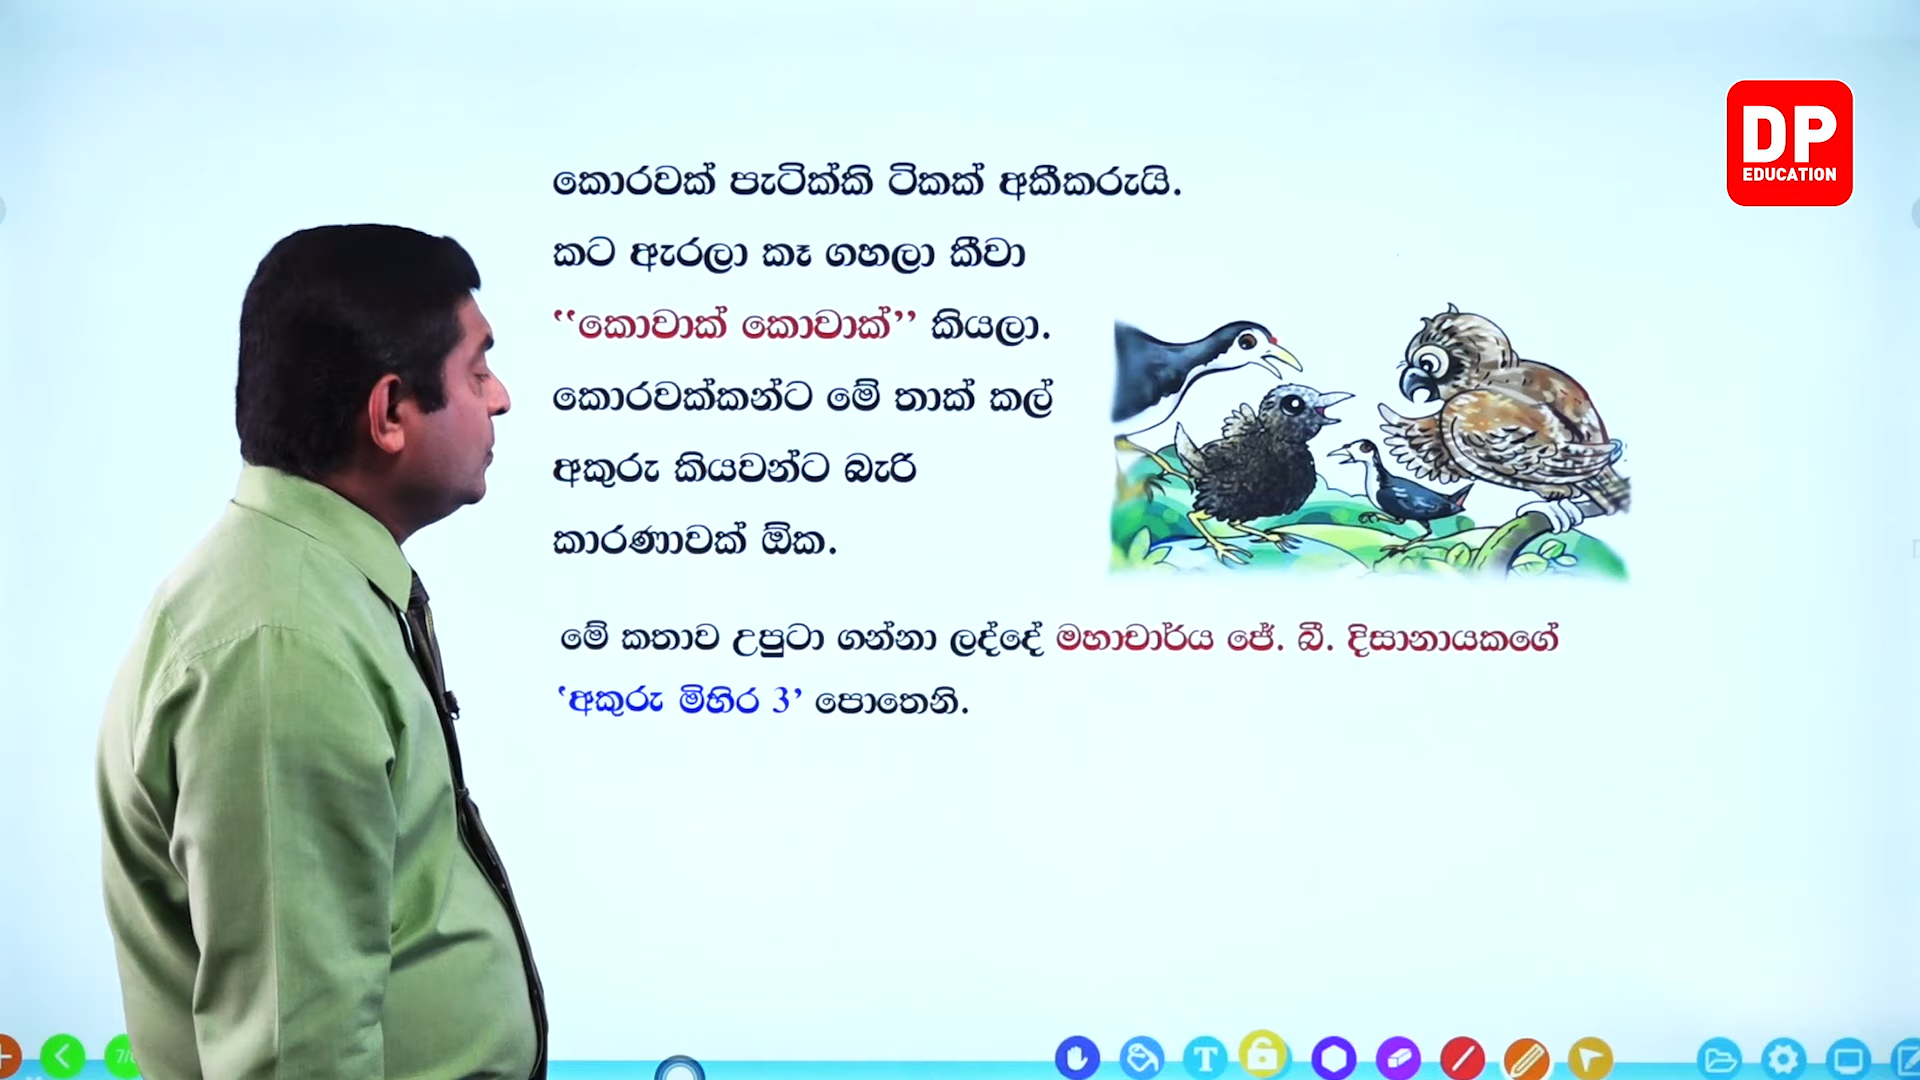 DP
EDUCATION
කොරවක් පැටික්කි ටිකක් අකීකරුයි.
කට ඇරලා කෑ ගහලා කීවා
“කොවාක් කොවාක්” කියලා.
කොරවක්කන්ට මේ තාක් කල්
අකුරු කියවන්ට බැරි
කාරණාවක් ඕක.
මේ කතාව උපුටා ගන්නා ලද්දේ මහාචාර්ය ජේ. බී. දිසානායකගේ
‘අකුරු මිහිර 3’ පොතෙනි.